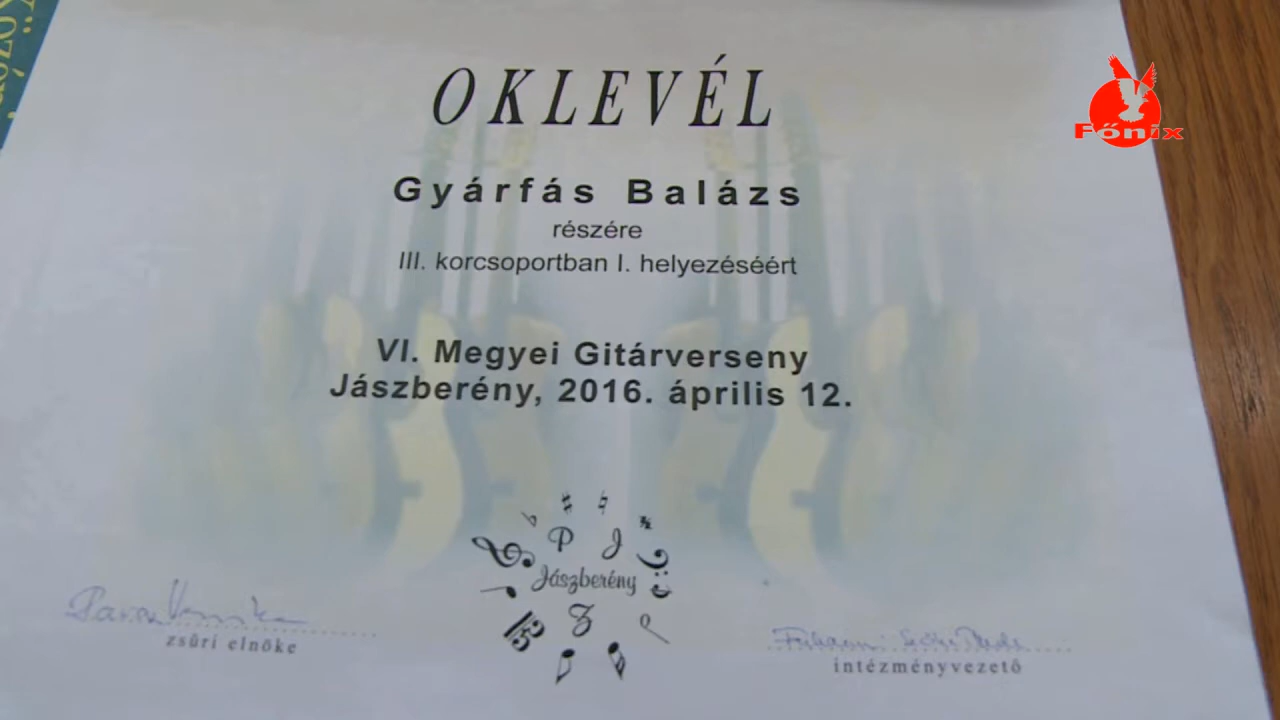 Főnix
OKLEVÉL
Gyárfás Balázs
részére
III. korcsoportban I. helyezéséért
VI. Megyei Gitárverseny
Jászberény, 2016. április 12.
P J
Jászberény
Z
zsűri elnöke
intézményvezető